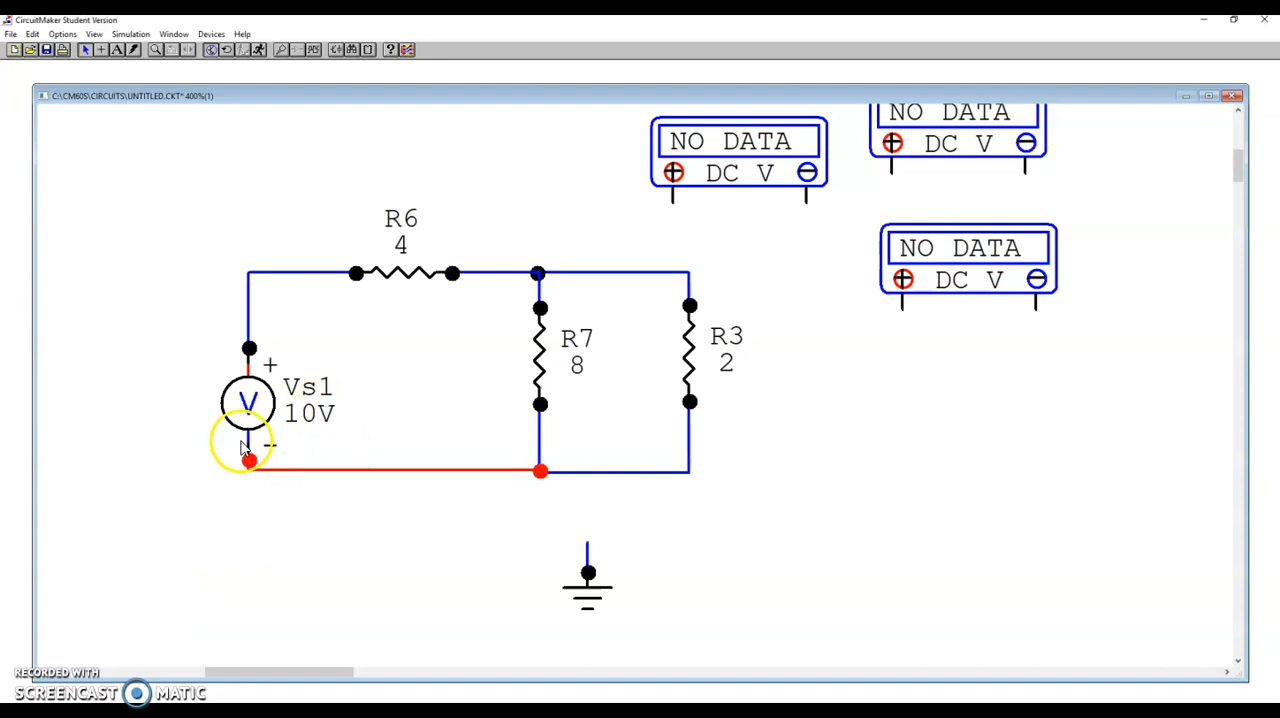 CircuitMaker Student Version
File Edit Options View Simulation Window Devices Help
C:\CM60S\CIRCUITS\UNTITLED.CKT* 400%(1)
NO DATA
DC V
NO DATA
DC V
NO DATA
DC V
R6
4
R7
8
R3
2
+
Vs1
10V
V
-
RECORDED WITH
SCREENCAST MATIC